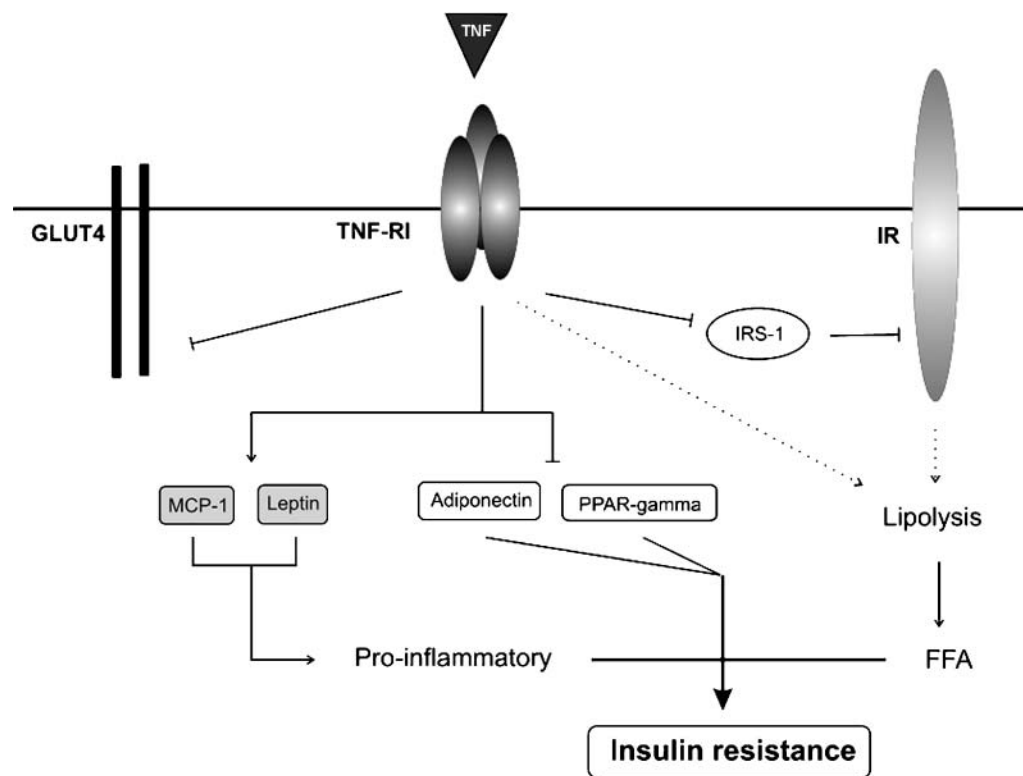 TNF
GLUT4
TNF-RI
IR
IRS-1
MCP-1
Leptin
Adiponectin
PPAR-gamma
Lipolysis
Pro-inflammatory
FFA
Insulin resistance